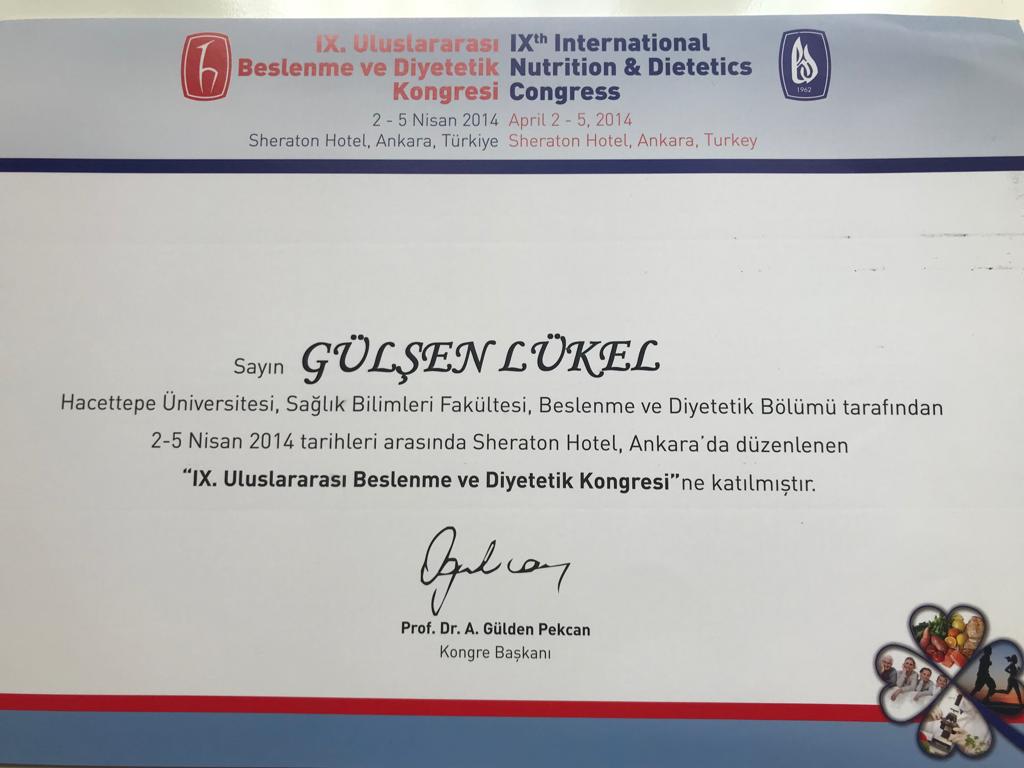 IX. Uluslararası
Beslenme ve Diyetetik
Kongresi
2 - 5 Nisan 2014
Sheraton Hotel, Ankara, Türkiye
IXth International
Nutrition & Dietetics
Congress
April 2 - 5, 2014
Sheraton Hotel, Ankara, Turkey
1962
Sayın GÜLŞEN LÜKEL
Hacettepe Üniversitesi, Sağlık Bilimleri Fakültesi, Beslenme ve Diyetetik Bölümü tarafından
2-5 Nisan 2014 tarihleri arasında Sheraton Hotel, Ankara'da düzenlenen
“IX. Uluslararası Beslenme ve Diyetetik Kongresi”ne katılmıştır.
Prof. Dr. A. Gülden Pekcan
Kongre Başkanı